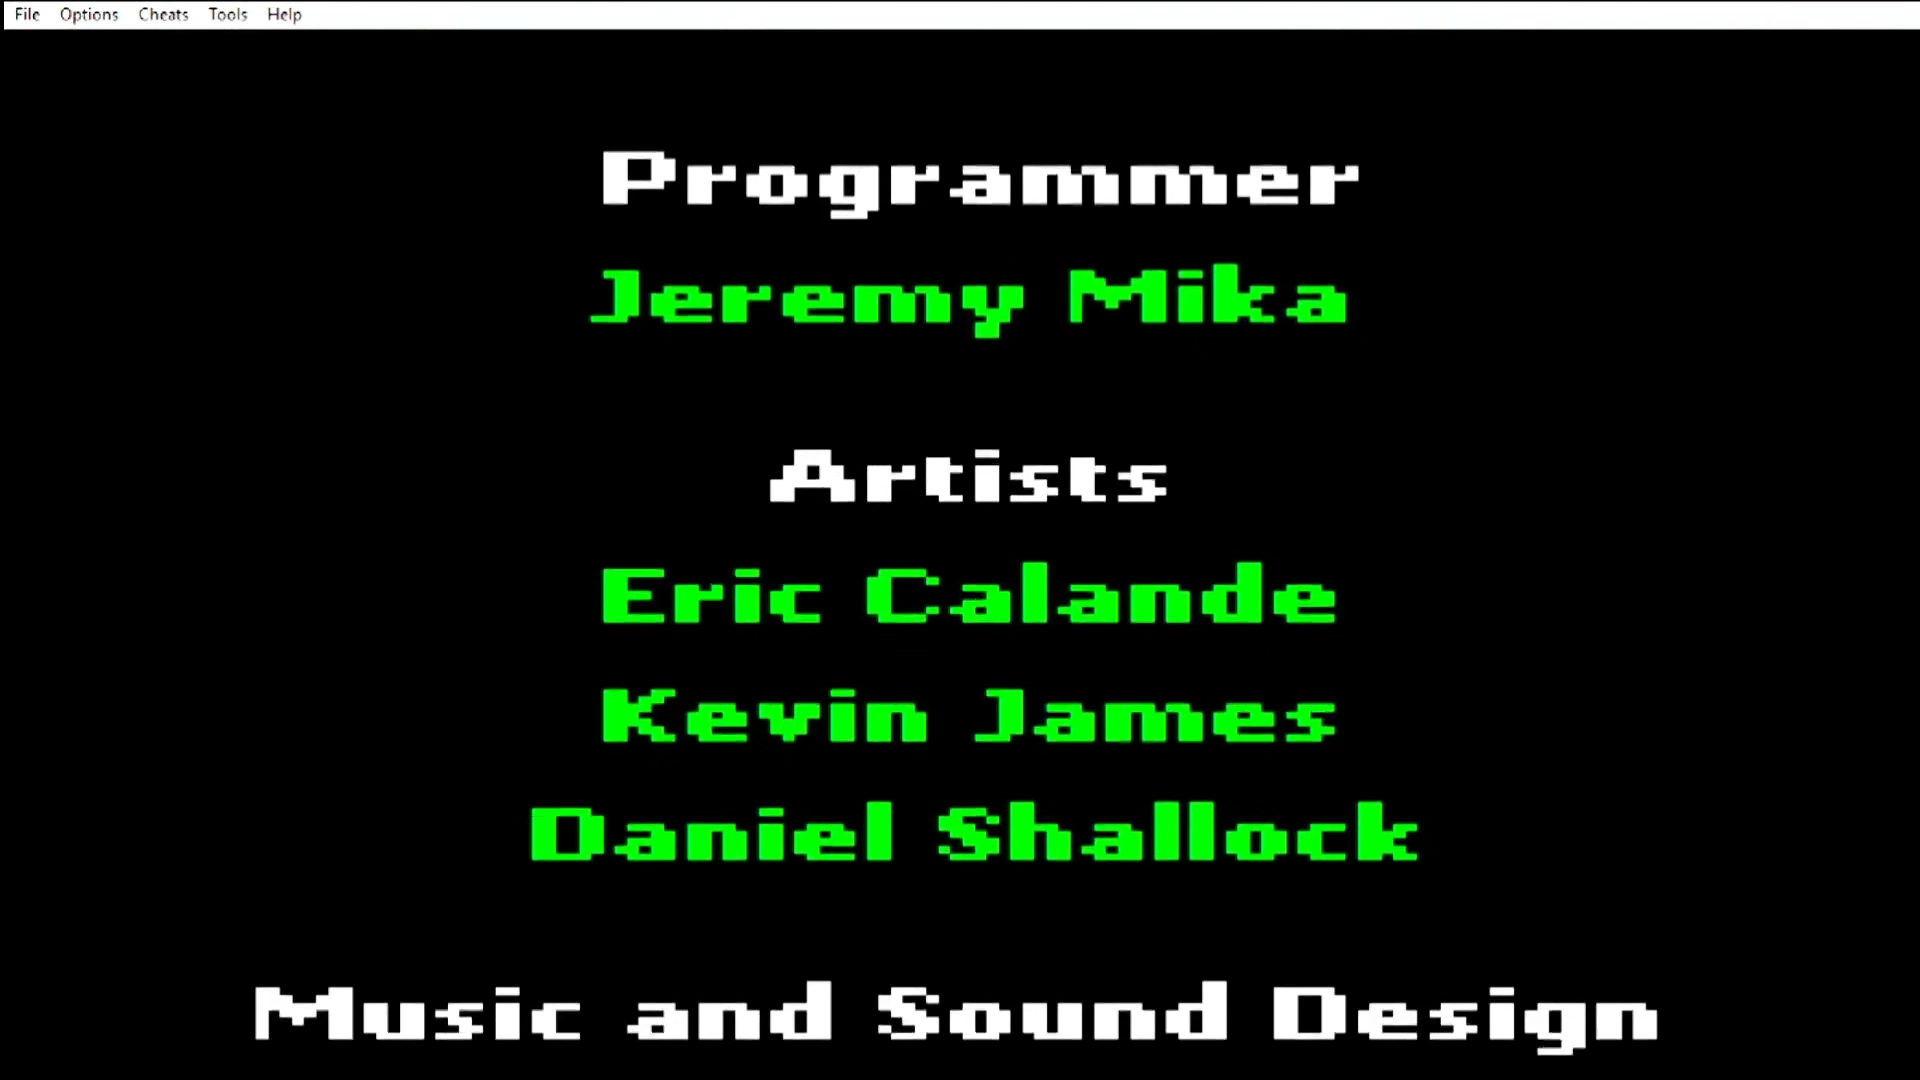 File Options Cheats Tools Help
Programmer
Jeremy Mika
Artists
Eric Calande
Kevin James
Daniel Shallock
Music and Sound Design